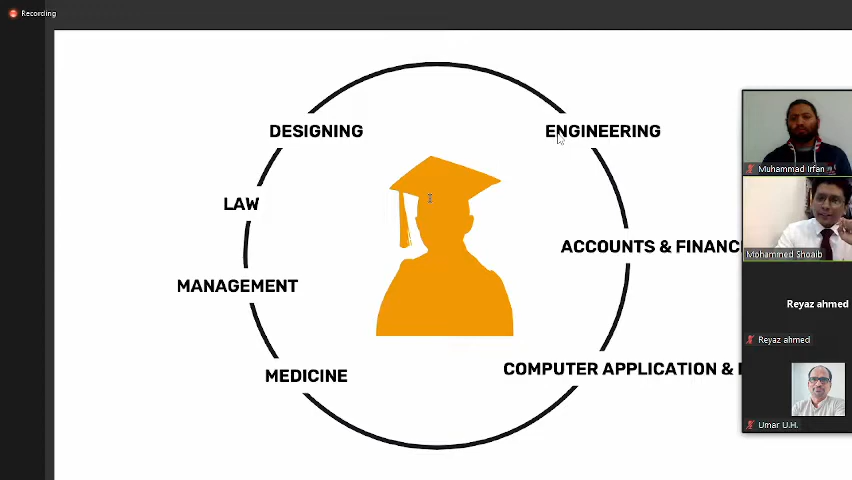 Recording
DESIGNING
ENGINEERING
LAW
ACCOUNTS & FINANC
MANAGEMENT
MEDICINE
COMPUTER APPLICATION &
Muhammad Irfan
Mohammed Shoaib
Reyaz ahmed
Reyaz ahmed
Umar U.H.